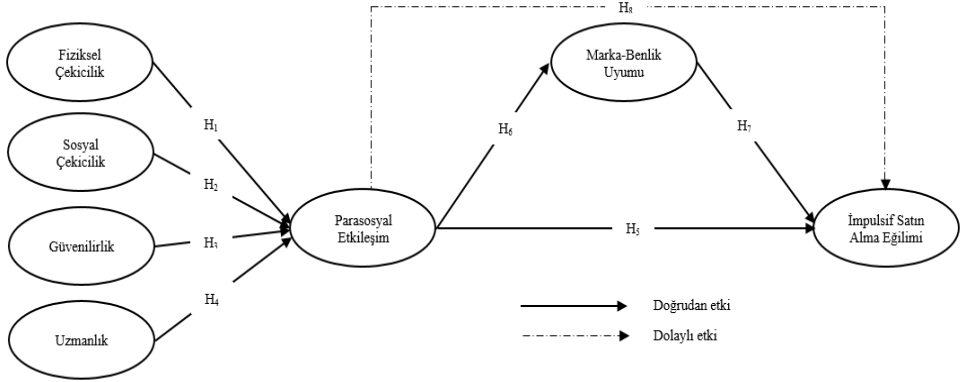 H₈
Fiziksel
Çekicilik
Marka-Benlik
Uyumu
H₁
H₆
H₇
Sosyal
Çekicilik
H₂
Parasosyal
Etkileşim
İmpulsif Satın
Alma Eğilimi
H₅
Güvenilirlik
H₃
H₄
Uzmanlık
Doğrudan etki
Dolaylı etki